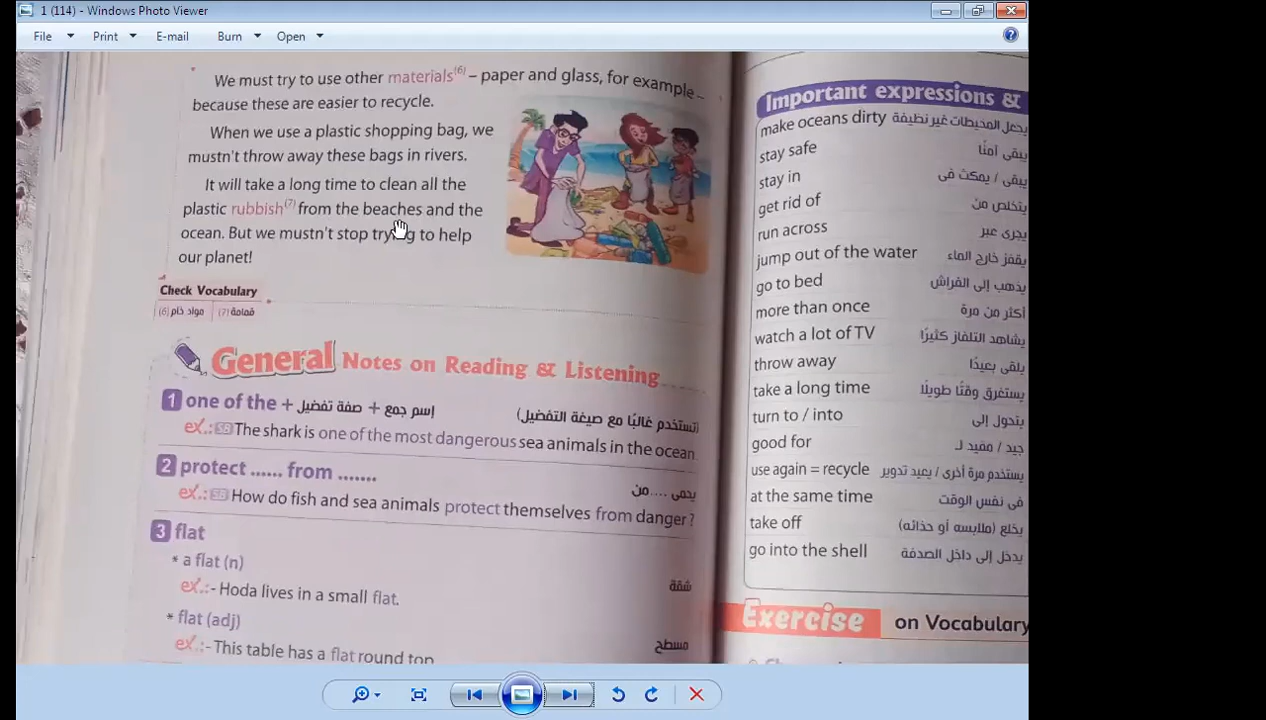 1 (114) - Windows Photo Viewer
File Print E-mail Burn Open
We must try to use other materials(6) – paper and glass, for example –
because these are easier to recycle.
When we use a plastic shopping bag, we
mustn't throw away these bags in rivers.
It will take a long time to clean all the
plastic rubbish(7) from the beaches and the
ocean. But we mustn't stop trying to help
our planet!
Check Vocabulary
(6) مواد خام (7) قمامة
General Notes on Reading & Listening
1 one of the + صفة تفضيل + إسم جمع (تستخدم غالبًا مع صيغة التفضيل)
ex.: SB The shark is one of the most dangerous sea animals in the ocean.
2 protect ...... from ....... يحمى .... من
ex.: SB How do fish and sea animals protect themselves from danger?
3 flat
* a flat (n) شقة
ex.:- Hoda lives in a small flat.
* flat (adj) مسطح
ex.:- This table has a flat round top
Important expressions &
make oceans dirty يجعل المحيطات غير نظيفة
stay safe يبقى آمنًا
stay in يبقى / يمكث فى
get rid of يتخلص من
run across يجرى عبر
jump out of the water يقفز خارج الماء
go to bed يذهب إلى الفراش
more than once أكثر من مرة
watch a lot of TV يشاهد التلفاز كثيرًا
throw away يلقى بعيدًا
take a long time يستغرق وقتًا طويلًا
turn to / into يتحول إلى
good for جيد / مفيد لـ
use again = recycle يستخدم مرة أخرى / يعيد تدوير
at the same time فى نفس الوقت
take off يخلع (ملابسه أو حذائه)
go into the shell يدخل إلى داخل الصدفة
Exercise on Vocabulary